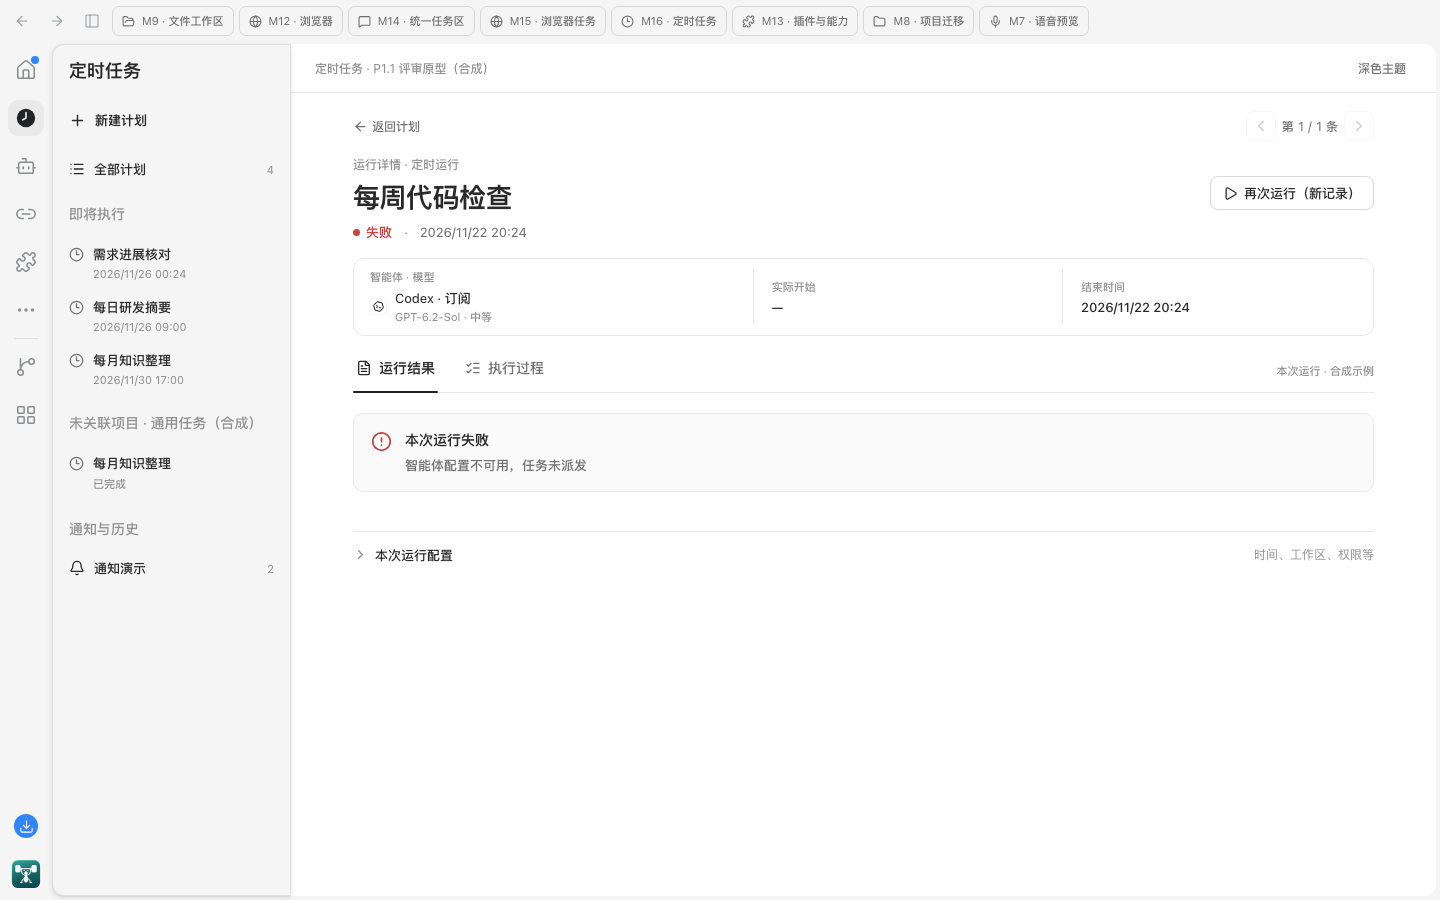 M9 · 文件工作区
M12 · 浏览器
M14 · 统一任务区
M15 · 浏览器任务
M16 · 定时任务
M13 · 插件与能力
M8 · 项目迁移
M7 · 语音预览
定时任务
新建计划
全部计划 4
即将执行
需求进展核对
2026/11/26 00:24
每日研发摘要
2026/11/26 09:00
每月知识整理
2026/11/30 17:00
未关联项目 · 通用任务（合成）
每月知识整理
已完成
通知与历史
通知演示 2
定时任务 · P1.1 评审原型（合成）
深色主题
返回计划
第 1 / 1 条
运行详情 · 定时运行
每周代码检查
再次运行（新记录）
失败 · 2026/11/22 20:24
智能体 · 模型
Codex · 订阅
GPT-6.2-Sol · 中等
实际开始
—
结束时间
2026/11/22 20:24
运行结果
执行过程
本次运行 · 合成示例
本次运行失败
智能体配置不可用，任务未派发
本次运行配置
时间、工作区、权限等